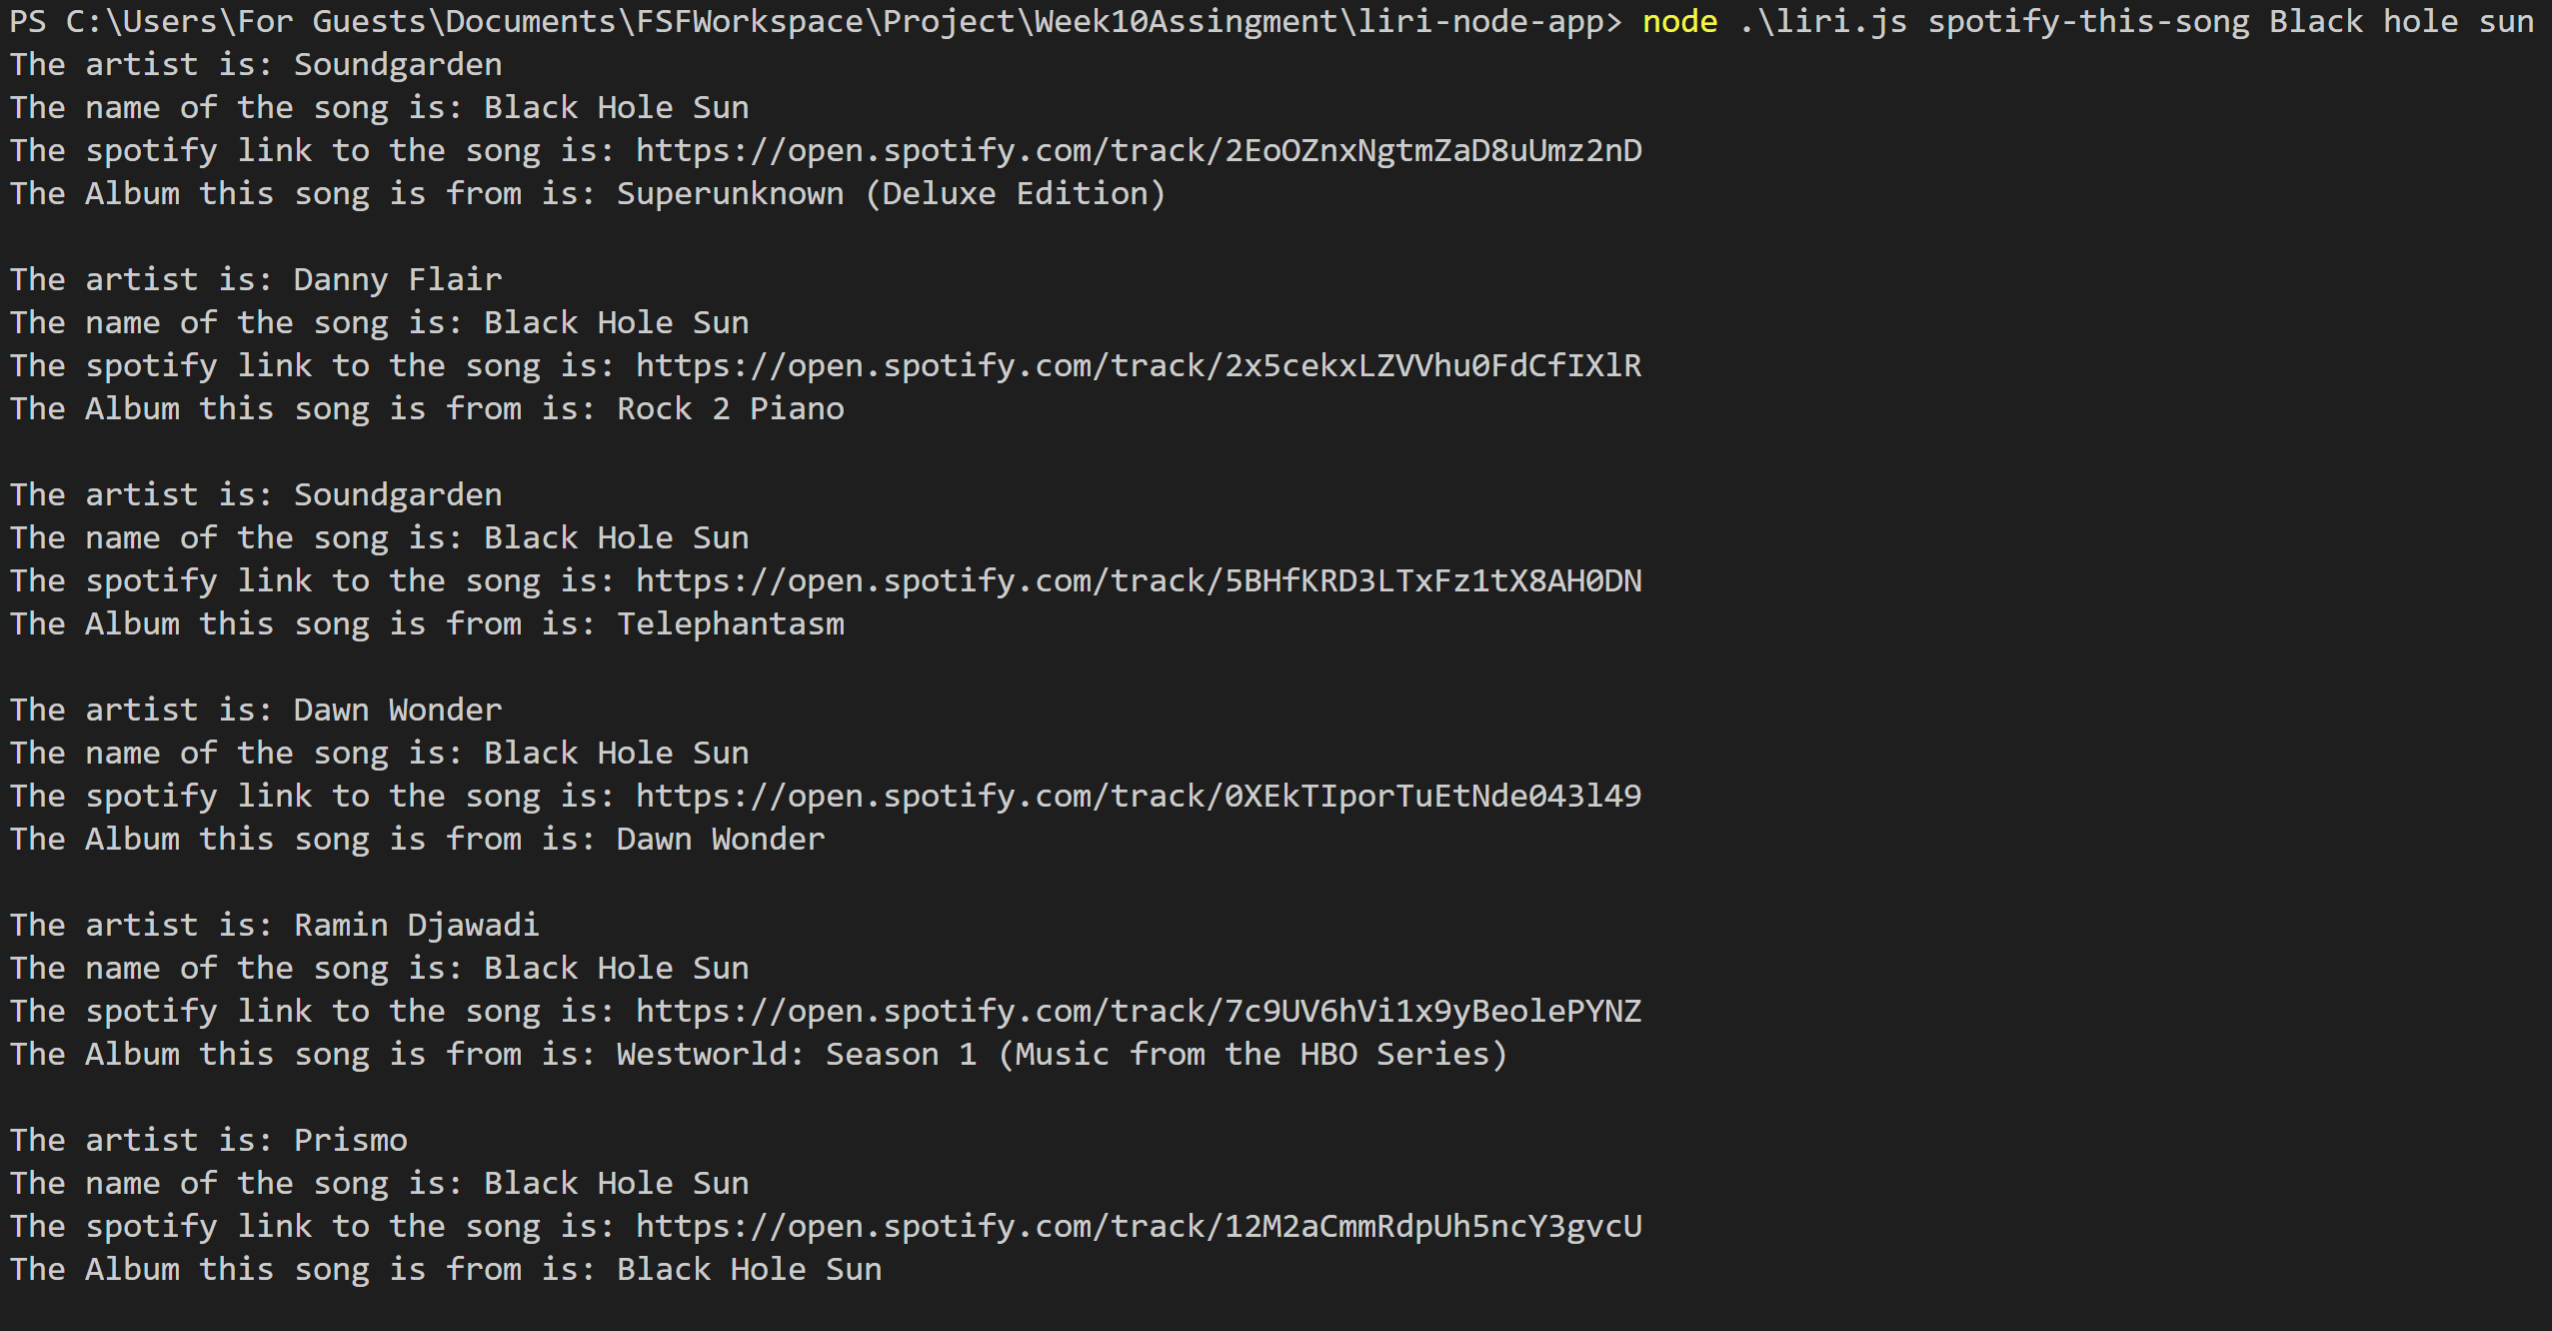 PS C:\Users\For Guests\Documents\FSFWorkspace\Project\Week10Assingment\liri-node-app> node .\liri.js spotify-this-song Black hole sun
The artist is: Soundgarden
The name of the song is: Black Hole Sun
The spotify link to the song is: https://open.spotify.com/track/2EoOZnxNgtmZaD8uUmz2nD
The Album this song is from is: Superunknown (Deluxe Edition)

The artist is: Danny Flair
The name of the song is: Black Hole Sun
The spotify link to the song is: https://open.spotify.com/track/2x5cekxLZVVhu0FdCfIXlR
The Album this song is from is: Rock 2 Piano

The artist is: Soundgarden
The name of the song is: Black Hole Sun
The spotify link to the song is: https://open.spotify.com/track/5BHfKRD3LTxFz1tX8AH0DN
The Album this song is from is: Telephantasm

The artist is: Dawn Wonder
The name of the song is: Black Hole Sun
The spotify link to the song is: https://open.spotify.com/track/0XEkTIporTuEtNde043l49
The Album this song is from is: Dawn Wonder

The artist is: Ramin Djawadi
The name of the song is: Black Hole Sun
The spotify link to the song is: https://open.spotify.com/track/7c9UV6hVi1x9yBeolePYNZ
The Album this song is from is: Westworld: Season 1 (Music from the HBO Series)

The artist is: Prismo
The name of the song is: Black Hole Sun
The spotify link to the song is: https://open.spotify.com/track/12M2aCmmRdpUh5ncY3gvcU
The Album this song is from is: Black Hole Sun